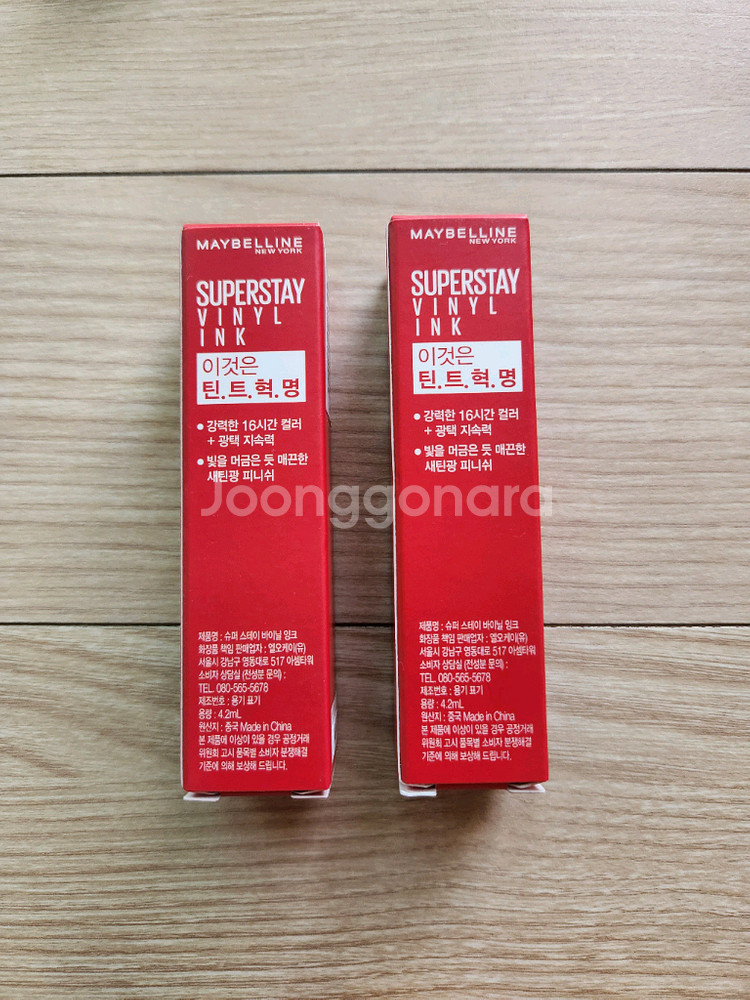 MAYBELLINE
NEW YORK
SUPERSTAY
VINYL
INK
이것은
틴.트.혁.명
• 강력한 16시간 컬러
+ 광택 지속력
• 빛을 머금은 듯 매끈한
새틴광 피니쉬
제품명 : 슈퍼 스테이 바이닐 잉크
화장품 책임 판매업자 : 엘오케이(유)
서울시 강남구 영동대로 517 아셈타워
소비자 상담실 (전성분 문의) :
TEL. 080-565-5678
제조번호 : 용기 표기
용량 : 4.2mL
원산지 : 중국 Made in China
본 제품에 이상이 있을 경우 공정거래
위원회 고시 품목별 소비자 분쟁해결
기준에 의해 보상해 드립니다.
MAYBELLINE
NEW YORK
SUPERSTAY
VINYL
INK
이것은
틴.트.혁.명
• 강력한 16시간 컬러
+ 광택 지속력
• 빛을 머금은 듯 매끈한
새틴광 피니쉬
제품명 : 슈퍼 스테이 바이닐 잉크
화장품 책임 판매업자 : 엘오케이(유)
서울시 강남구 영동대로 517 아셈타워
소비자 상담실 (전성분 문의) :
TEL. 080-565-5678
제조번호 : 용기 표기
용량 : 4.2mL
원산지 : 중국 Made in China
본 제품에 이상이 있을 경우 공정거래
위원회 고시 품목별 소비자 분쟁해결
기준에 의해 보상해 드립니다.
Joonggonara